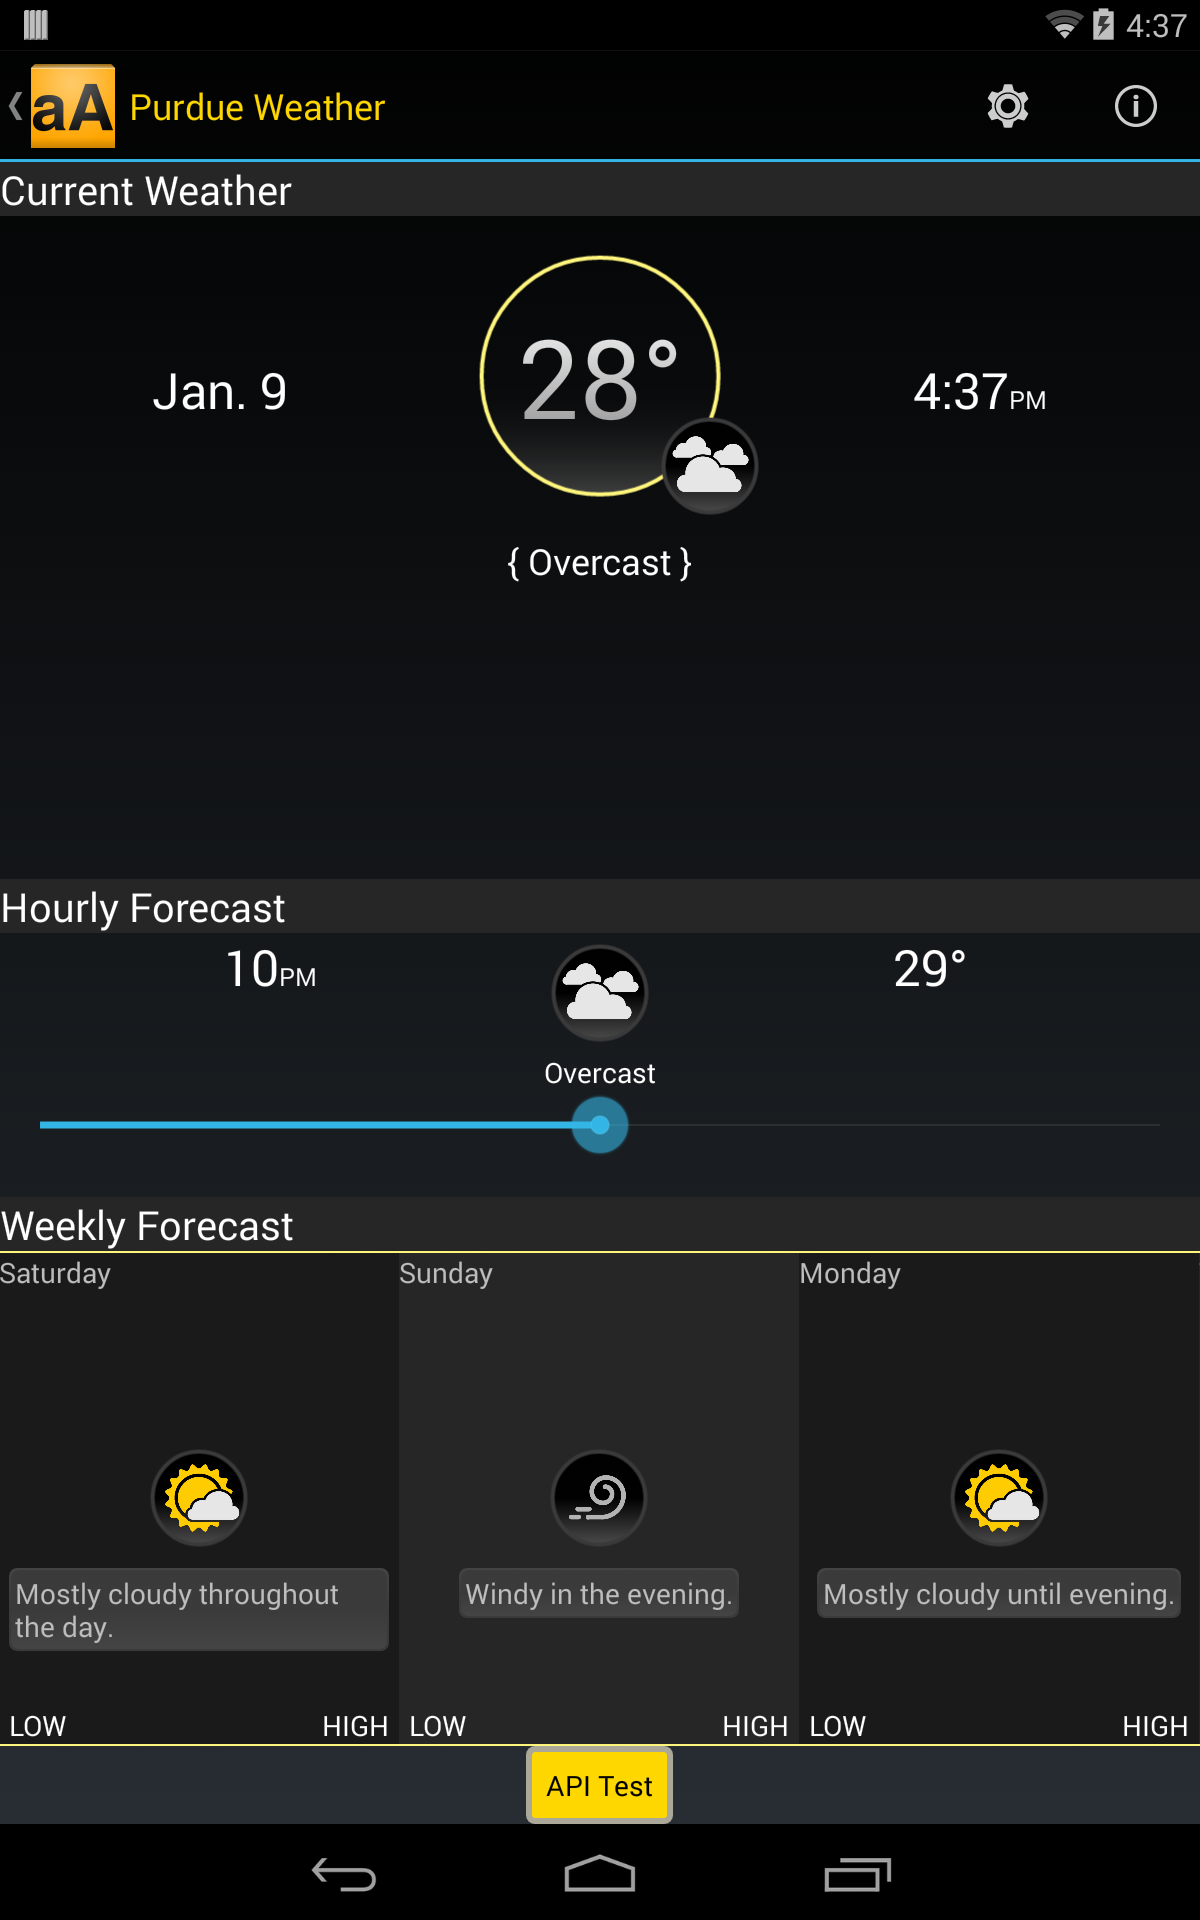 4:37
aA Purdue Weather
Current Weather
28°
Jan. 9
4:37PM
{ Overcast }
Hourly Forecast
10PM
29°
Overcast
Weekly Forecast
Saturday
Mostly cloudy throughout
the day.
LOW HIGH
Sunday
Windy in the evening.
LOW HIGH
Monday
Mostly cloudy until evening.
LOW HIGH
API Test